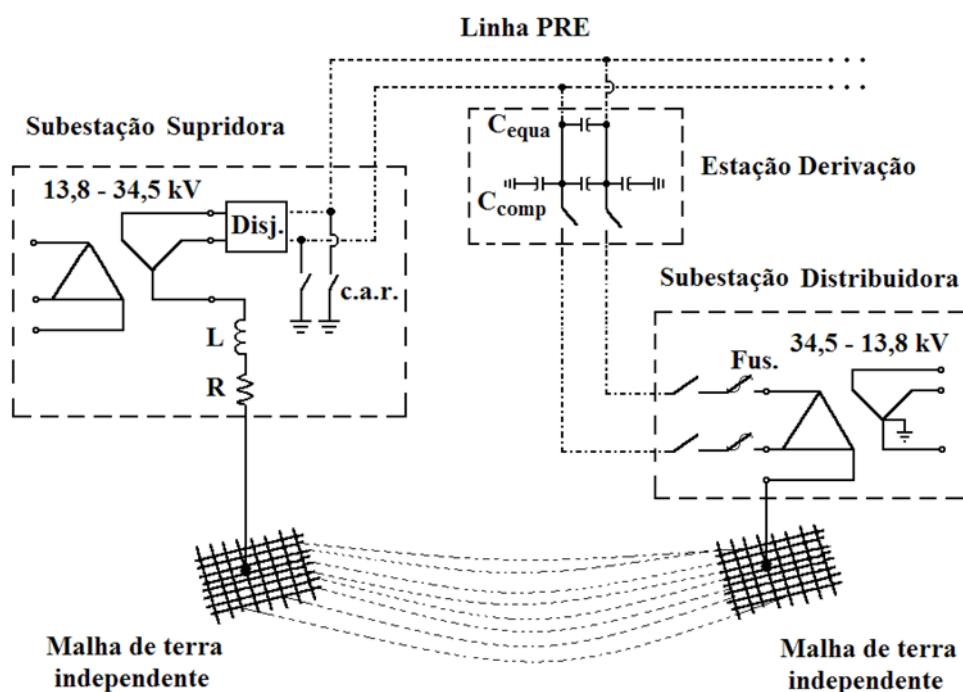 Linha PRE
Subestação Supridora
13,8 - 34,5 kV
Disj.
c.a.r.
L
R
C equa
C comp
Estação Derivação
Subestação Distribuidora
34,5 - 13,8 kV
Fus.
Malha de terra
independente
Malha de terra
independente